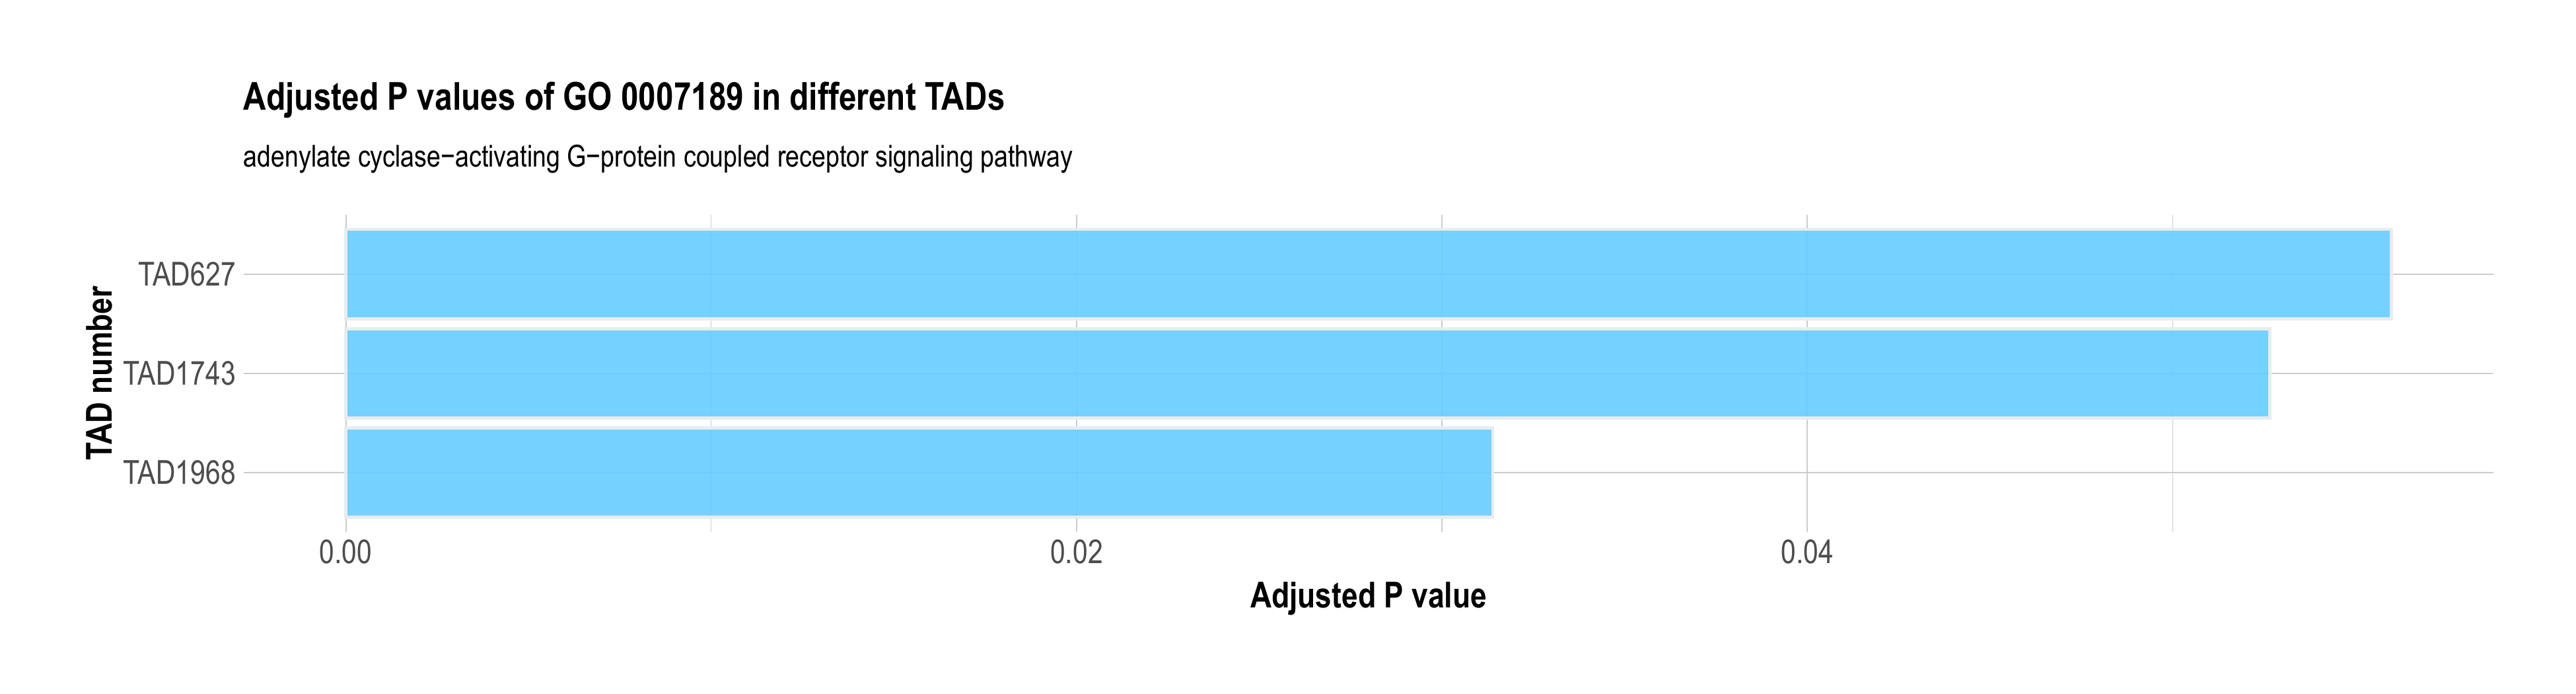 Adjusted P values of GO 0007189 in different TADs
adenylate cyclase−activating G−protein coupled receptor signaling pathway
TAD number
TAD627
TAD1743
TAD1968
0.00
0.02
0.04
Adjusted P value